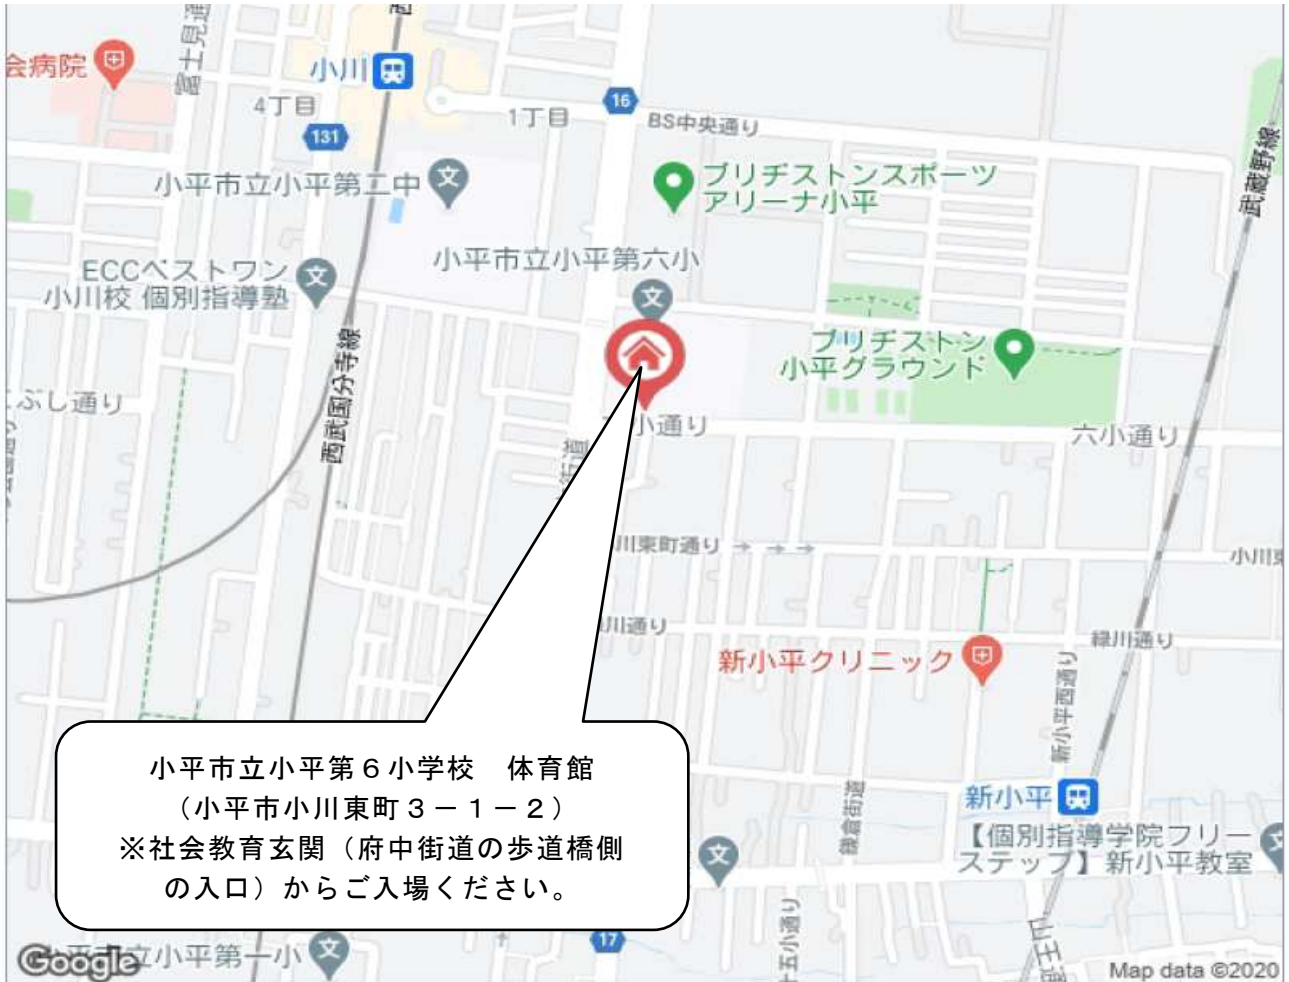 会病院
富士見通
小川
4丁目
131
1丁目
16
BS中央通り
武蔵野線
小平市立小平第二中
ブリヂストンスポーツ
アリーナ小平
ECCベストワン
小川校 個別指導塾
小平市立小平第六小
西武国分寺線
ブリヂストン
小平グラウンド
ぶし通り
小通り
六小通り
街道
川東町通り
小川東
川通り
緑川通り
新小平クリニック
新小平西通り
小平市立小平第6小学校 体育館
(小平市小川東町3-1-2)
※社会教育玄関(府中街道の歩道橋側
の入口)からご入場ください。
鎌倉街道
新小平
【個別指導学院フリー
ステップ】新小平教室
立小平第一小
17
十五小通り
Google
Map data ©2020